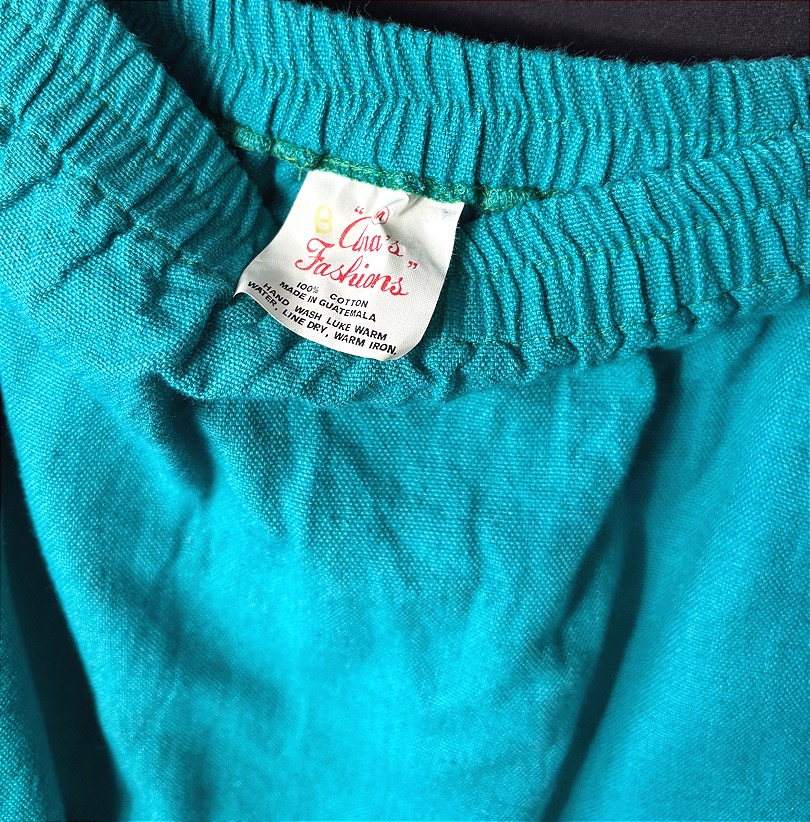 B
"Ana's
Fashions"
100% COTTON
MADE IN GUATEMALA
HAND WASH LUKE WARM
WATER, LINE DRY, WARM IRON.